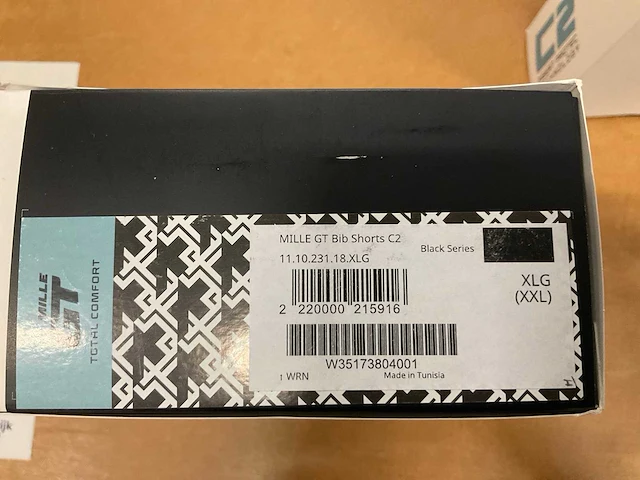 C2
MILLE
GT
TOTAL COMFORT
MILLE GT Bib Shorts C2
Black Series
11.10.231.18.XLG
XLG
(XXL)
2 220000 215916
W35173804001
↑ WRN
Made in Tunisia